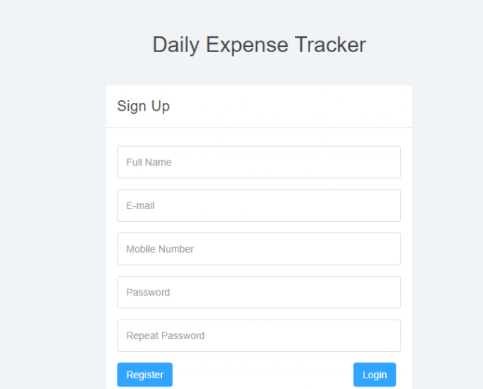 Daily Expense Tracker
Sign Up
Full Name
E-mail
Mobile Number
Password
Repeat Password
Register Login